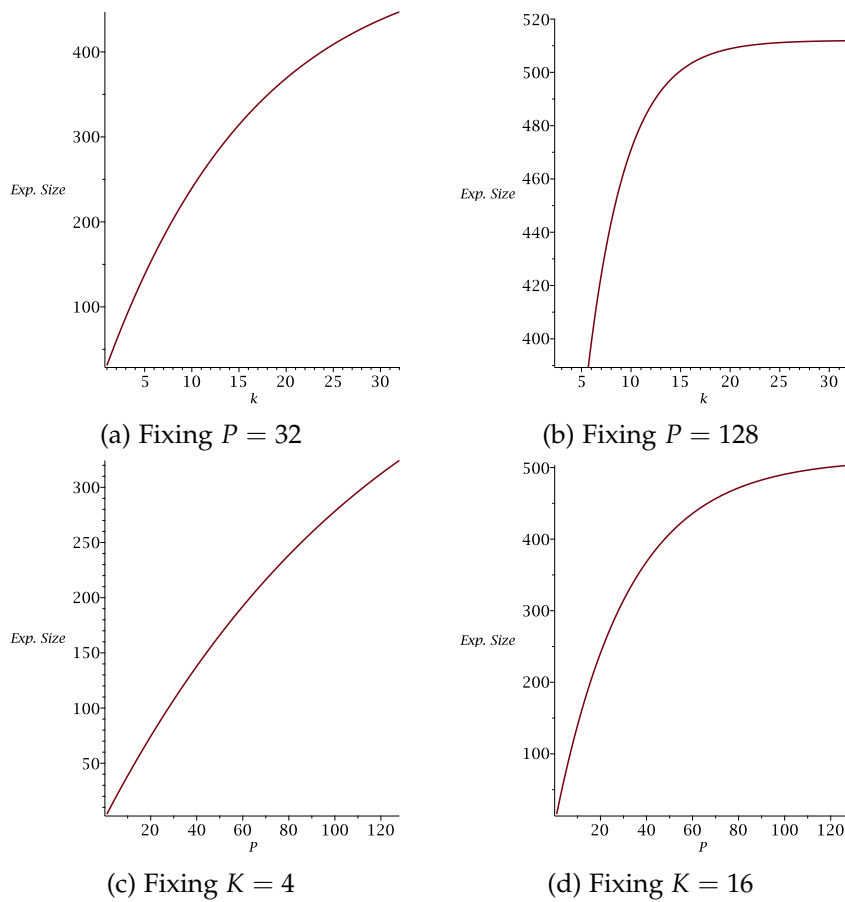 400
300
Exp. Size
200
100
5 10 15 20 25 30
k
(a) Fixing P = 32
520
500
480
460
Exp. Size
440
420
400
5 10 15 20 25 30
k
(b) Fixing P = 128
300
250
200
Exp. Size
150
100
50
20 40 60 80 100 120
P
(c) Fixing K = 4
500
400
300
Exp. Size
200
100
20 40 60 80 100 120
P
(d) Fixing K = 16